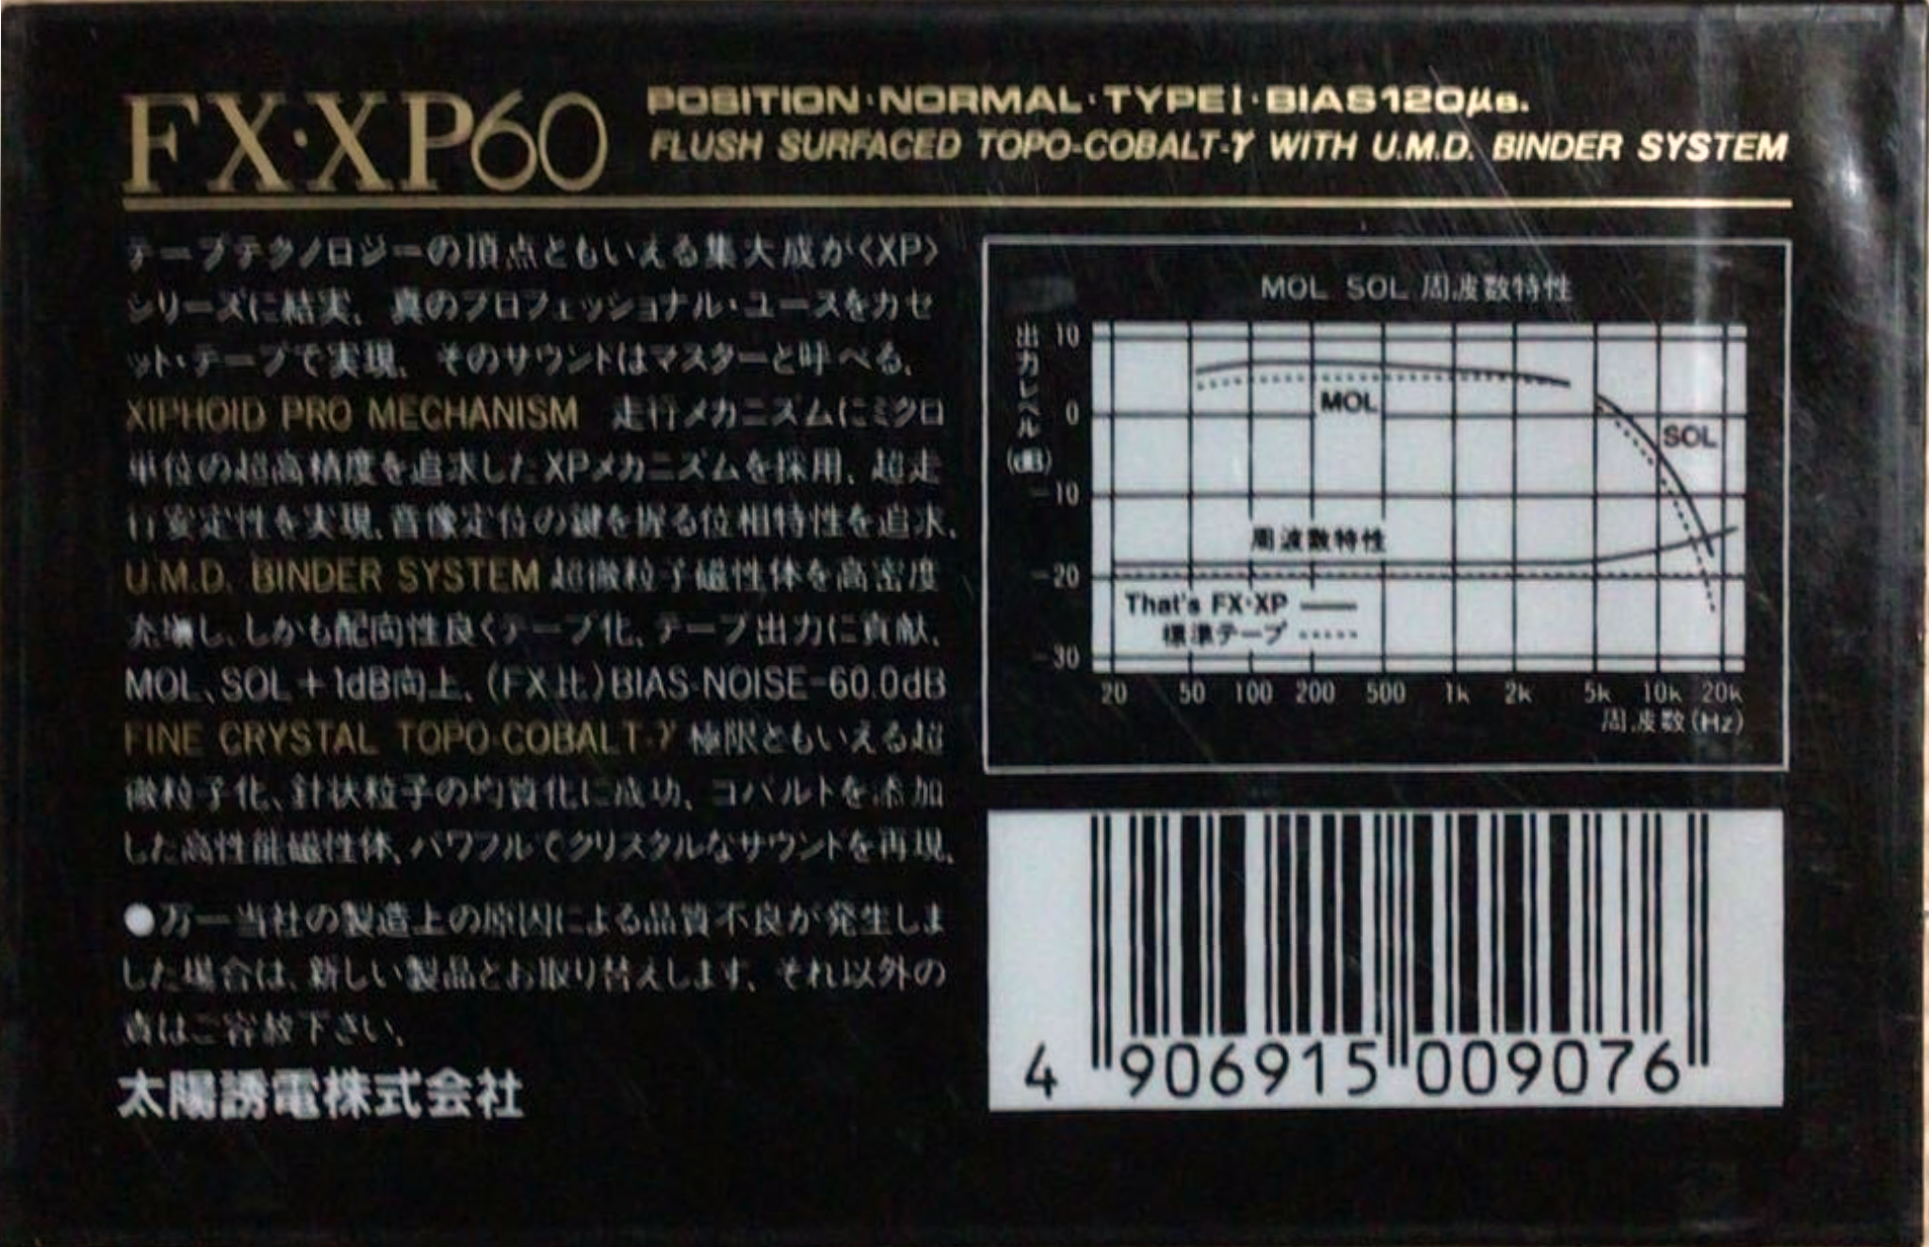 FX・XP60
POSITION・NORMAL・TYPE I・BIAS120μs.
FLUSH SURFACED TOPO-COBALT-γ WITH U.M.D. BINDER SYSTEM
テープテクノロジーの頂点ともいえる集大成が〈XP〉
シリーズに結実、真のプロフェッショナル・ユースをカセ
ット・テープで実現、そのサウンドはマスターと呼べる。
XIPHOID PRO MECHANISM 走行メカニズムにミクロ
単位の超高精度を追求したXPメカニズムを採用、超走
行安定性を実現、音像定位の鍵を握る位相特性を追求。
U.M.D. BINDER SYSTEM 超微粒子磁性体を高密度
充塡し、しかも配向性良くテープ化、テープ出力に貢献、
MOL、SOL+1dB向上、(FX比)BIAS NOISE-60.0dB
FINE CRYSTAL TOPO-COBALT-γ 極限ともいえる超
微粒子化、針状粒子の均質化に成功、コバルトを添加
した高性能磁性体、パワフルでクリスタルなサウンドを再現。
●万一当社の製造上の原因による品質不良が発生しま
した場合は、新しい製品とお取り替えします。それ以外の
責はご容赦下さい。
太陽誘電株式会社
MOL SOL 周波数特性
出力レベル(dB)
10
0
-10
-20
-30
MOL
SOL
周波数特性
That's FX・XP
標準テープ
20 50 100 200 500 1k 2k 5k 10k 20k
周波数(Hz)
4 906915 009076